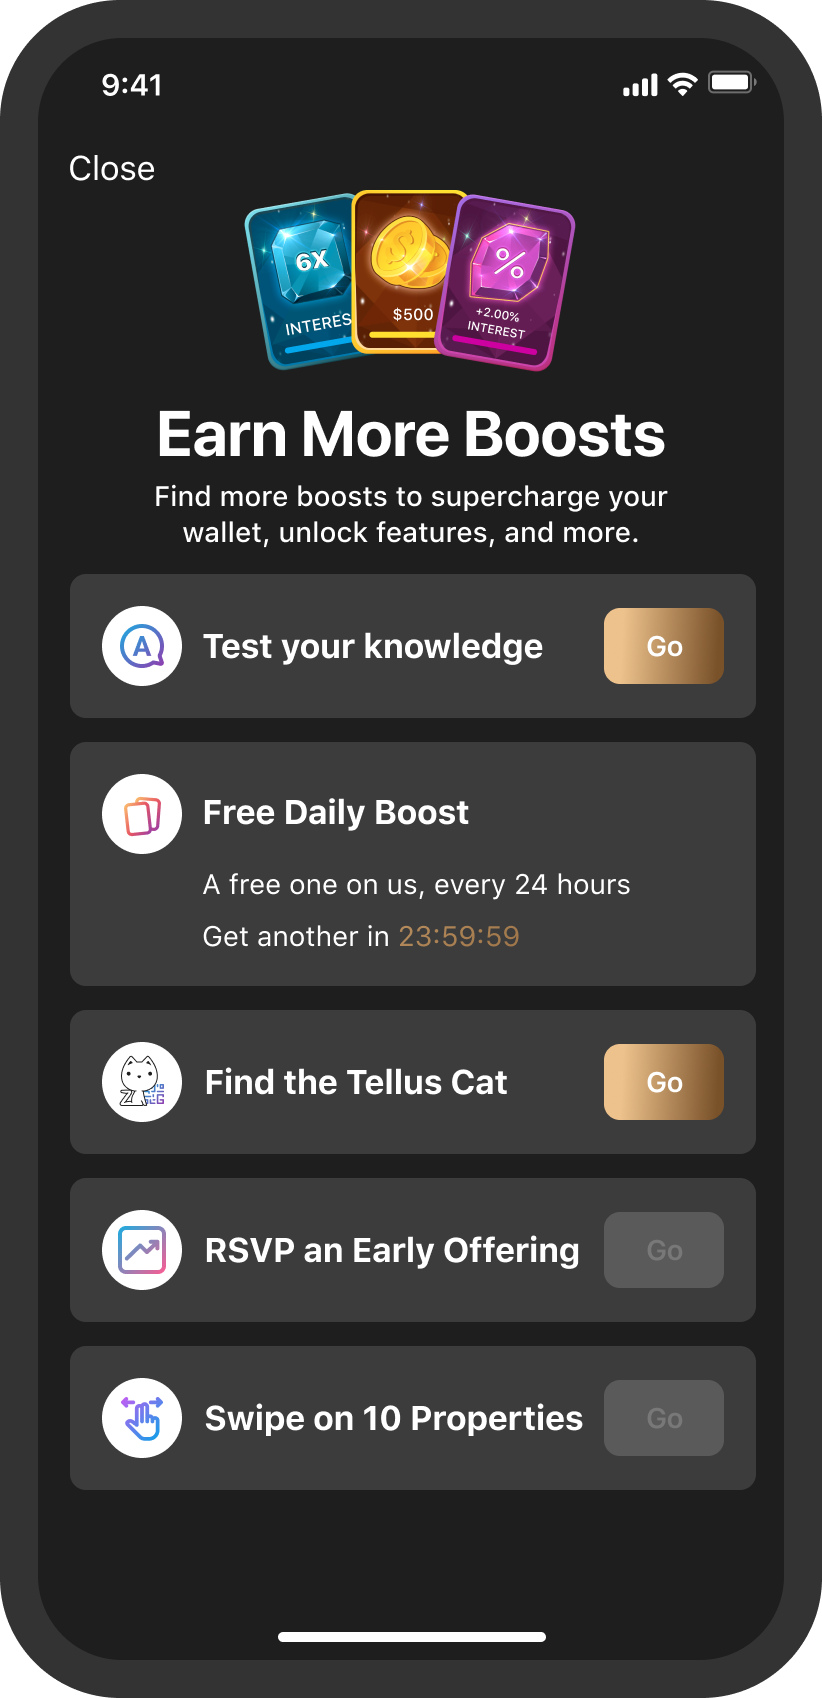 9:41
Close
6X
INTERES
$500
%
+2.00%
INTEREST
Earn More Boosts
Find more boosts to supercharge your
wallet, unlock features, and more.
A
Test your knowledge
Go
Free Daily Boost
A free one on us, every 24 hours
Get another in 23:59:59
Find the Tellus Cat
Go
RSVP an Early Offering
Go
Swipe on 10 Properties
Go